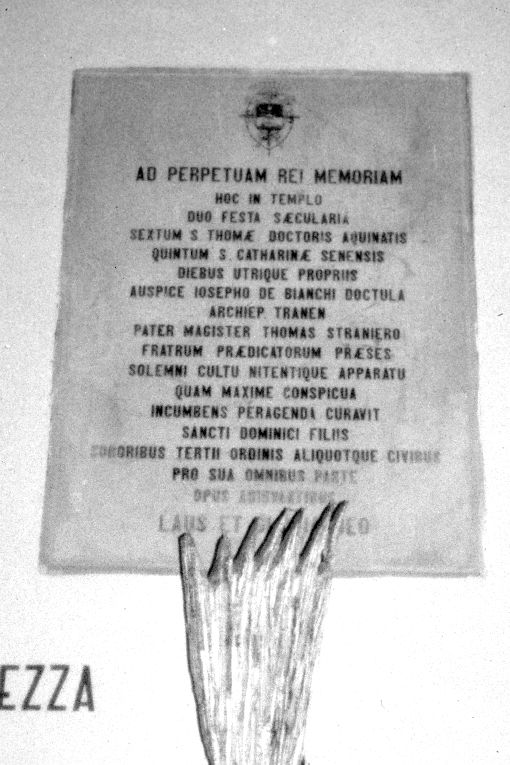 AD PERPETUAM REI MEMORIAM
HOC IN TEMPLO
DUO FESTA SÆCULARIA
SEXTUM S. THOMÆ DOCTORIS AQUINATIS
QUINTUM S. CATHARINÆ SENENSIS
DIEBUS UTRIQUE PROPRIIS
AUSPICE IOSEPHO DE BIANCHI DOCTULA
ARCHIEP. TRANEN
PATER MAGISTER THOMAS STRANIERO
FRATRUM PRÆDICATORUM PRÆSES
SOLEMNI CULTU NITENTIQUE APPARATU
QUAM MAXIME CONSPICUA
INCUMBENS PERAGENDA CURAVIT
SANCTI DOMINICI FILIIS
SORORIBUS TERTII ORDINIS ALIQUOTQUE CIVIBUS
PRO SUA OMNIBUS PARTE
OPUS
LAUS ET DEO
EZZA